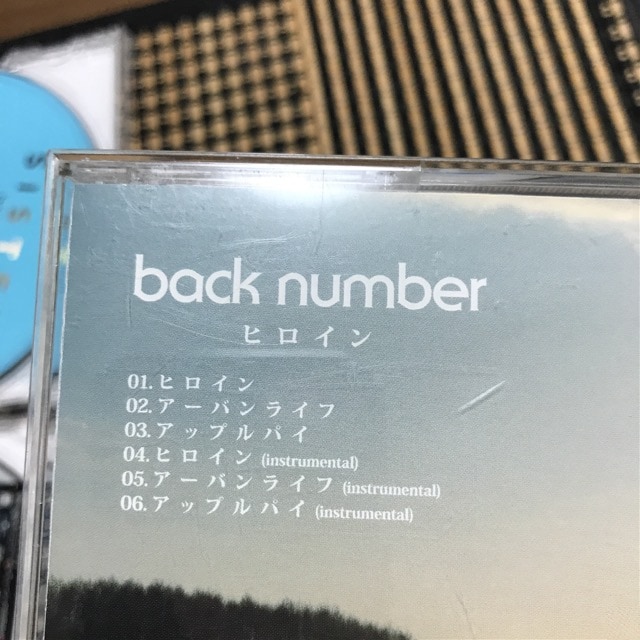 back number
ヒロイン
01.ヒロイン
02.アーバンライフ
03.アップルパイ
04.ヒロイン(instrumental)
05.アーバンライフ(instrumental)
06.アップルパイ(instrumental)